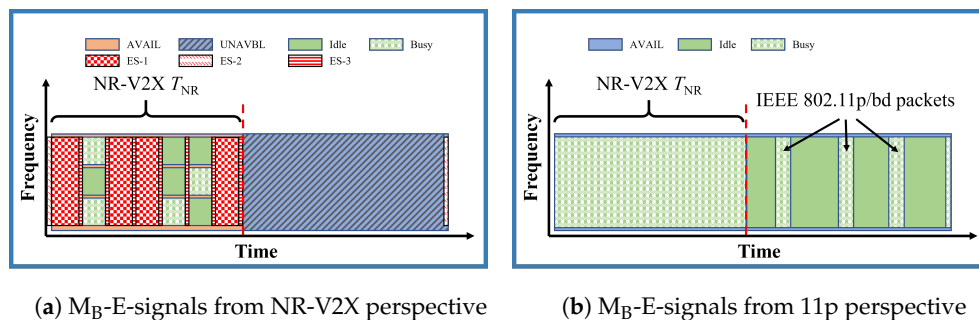 AVAIL UNAVBL Idle Busy
ES-1 ES-2 ES-3
NR-V2X T_NR
Frequency
Time
(a) M_B-E-signals from NR-V2X perspective
AVAIL Idle Busy
NR-V2X T_NR
IEEE 802.11p/bd packets
Frequency
Time
(b) M_B-E-signals from 11p perspective